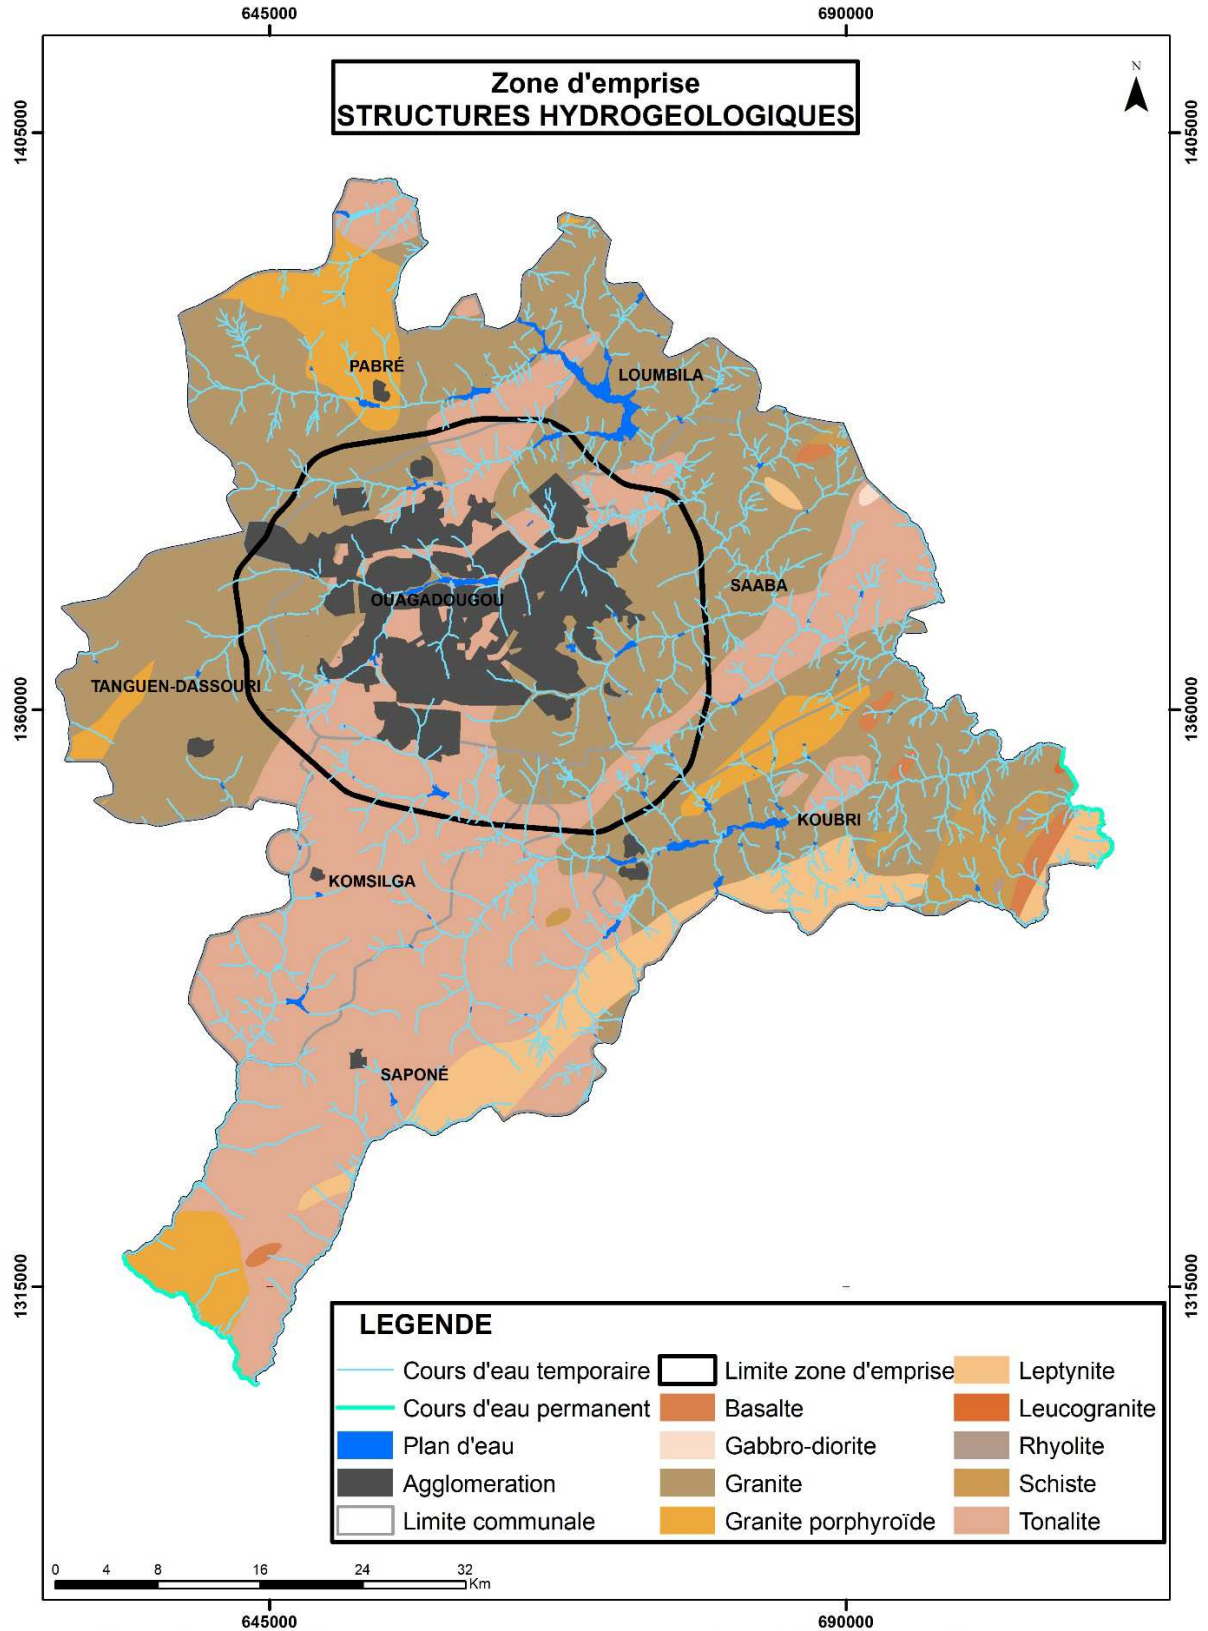 645000
690000
Zone d'emprise
STRUCTURES HYDROGEOLOGIQUES
N
1405000
1405000
PABRÉ
LOUMBILA
SAABA
OUAGADOUGOU
TANGUEN-DASSOURI
1360000
1360000
KOUBRI
KOMSILGA
SAPONÉ
1315000
1315000
LEGENDE
Cours d'eau temporaire
Cours d'eau permanent
Plan d'eau
Agglomeration
Limite communale
Limite zone d'emprise
Basalte
Gabbro-diorite
Granite
Granite porphyroïde
Leptynite
Leucogranite
Rhyolite
Schiste
Tonalite
0 4 8 16 24 32
Km
645000
690000